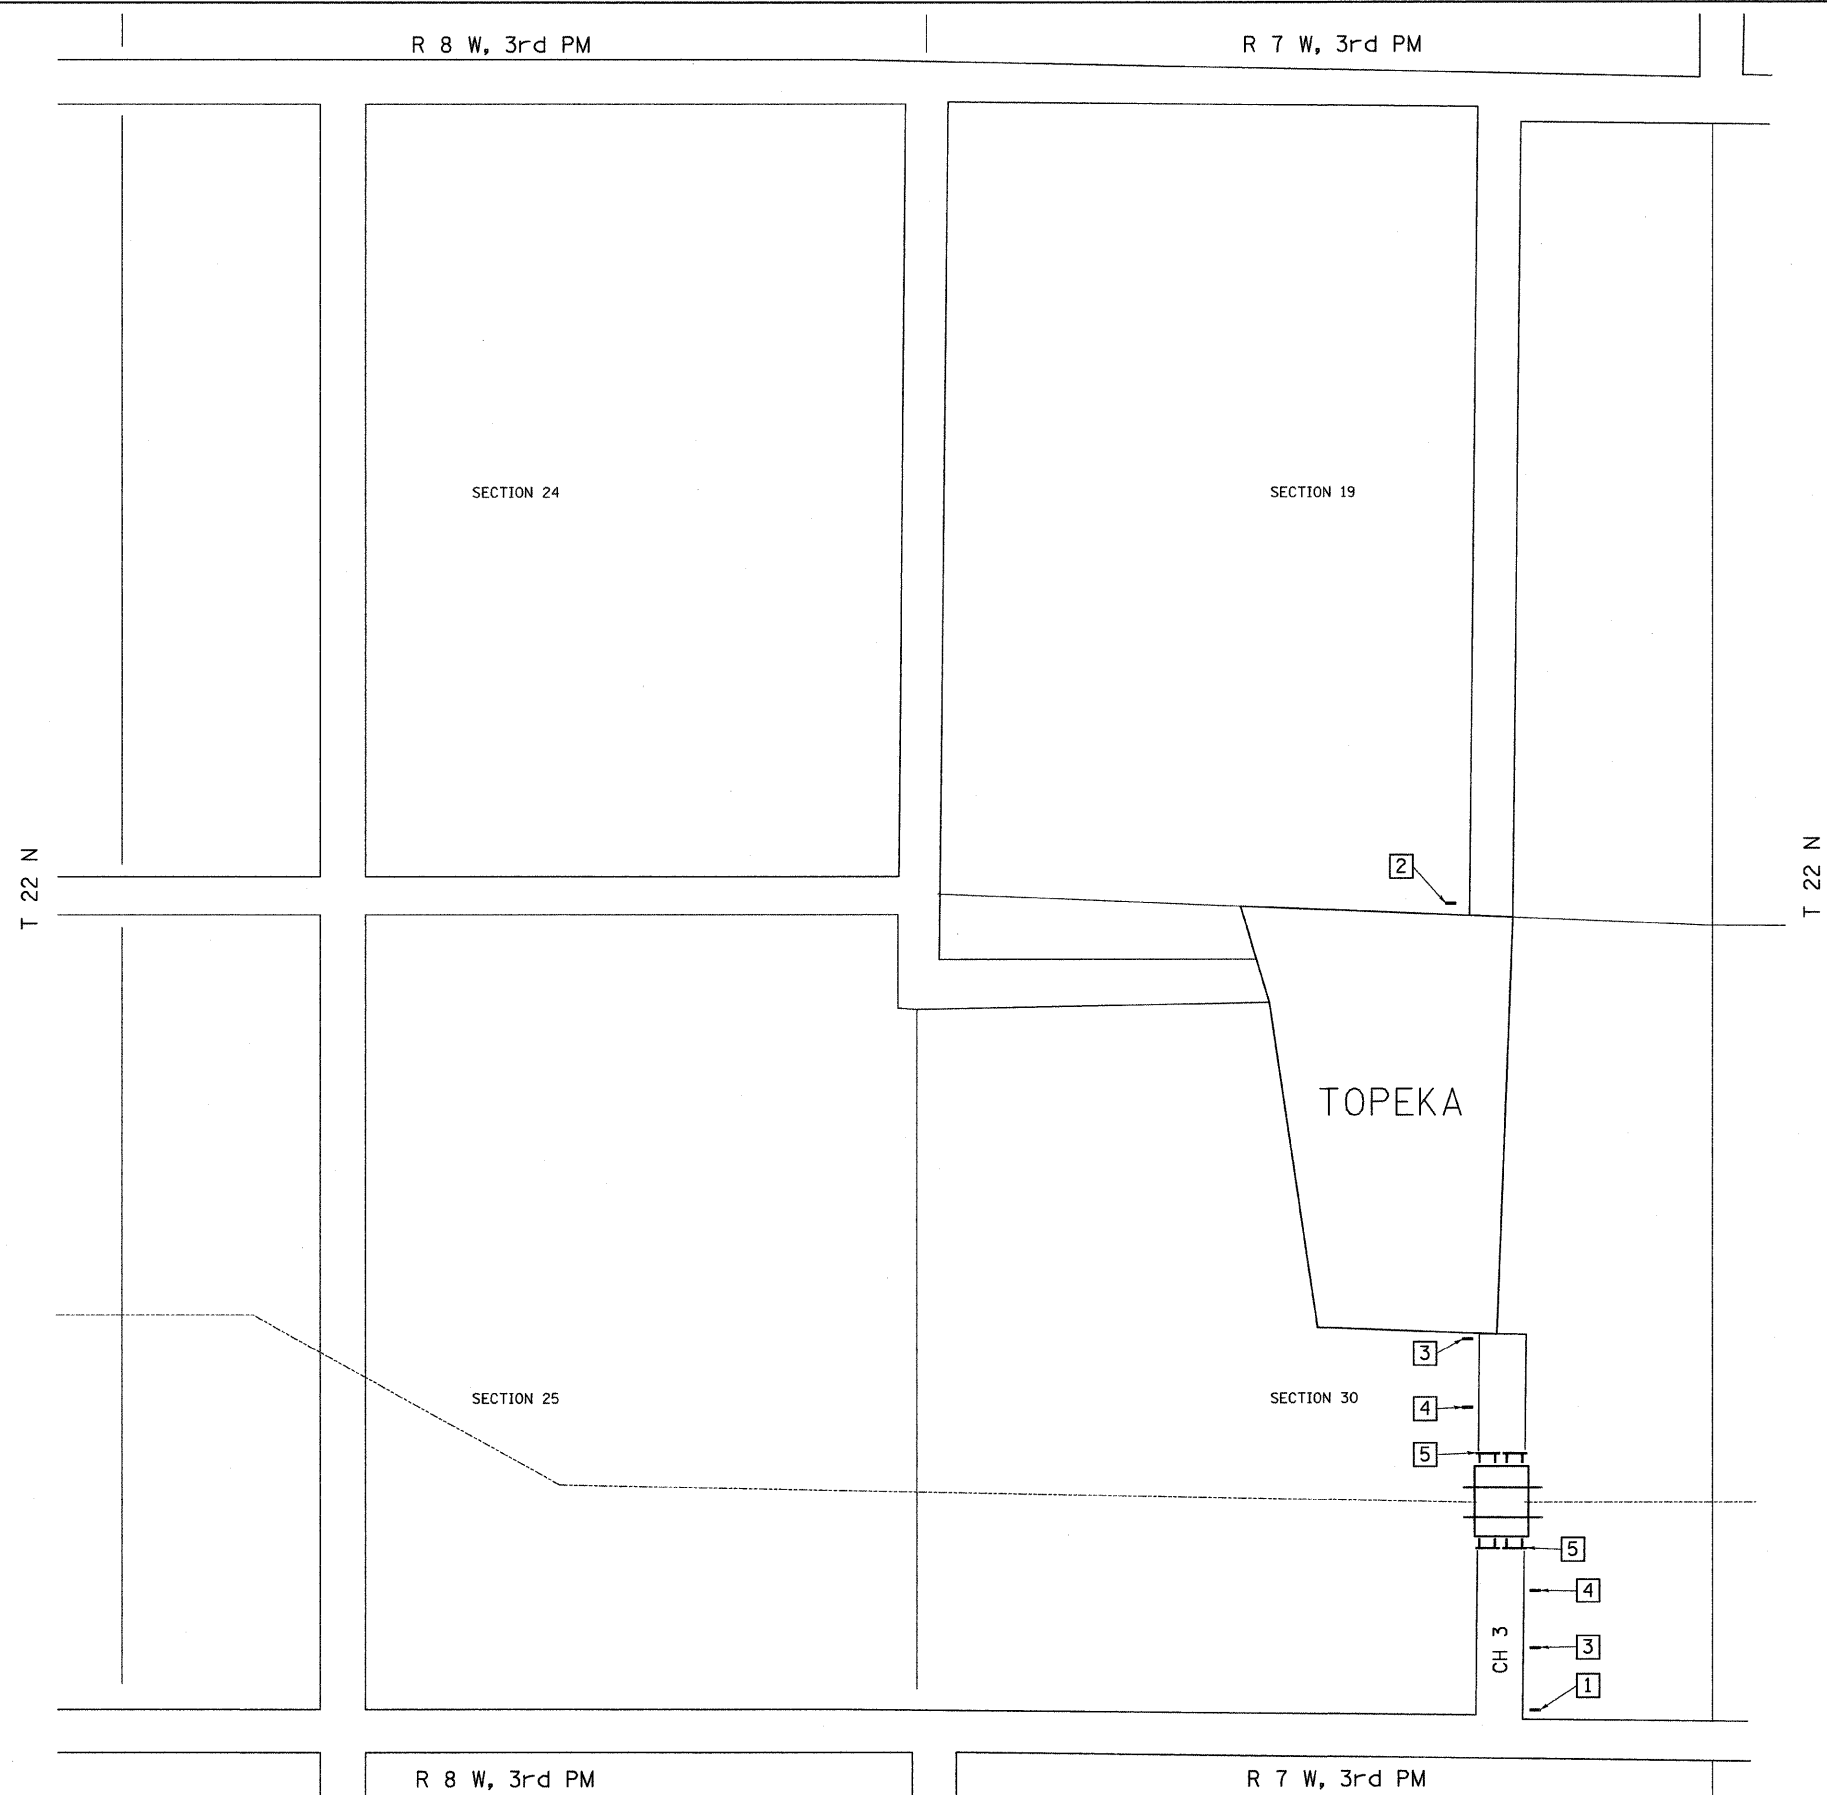 R 8 W, 3rd PM
R 7 W, 3rd PM
SECTION 24
SECTION 19
T 22 N
T 22 N
2
TOPEKA
3
SECTION 25
SECTION 30
4
5
5
4
CH 3
3
1
R 8 W, 3rd PM
R 7 W, 3rd PM